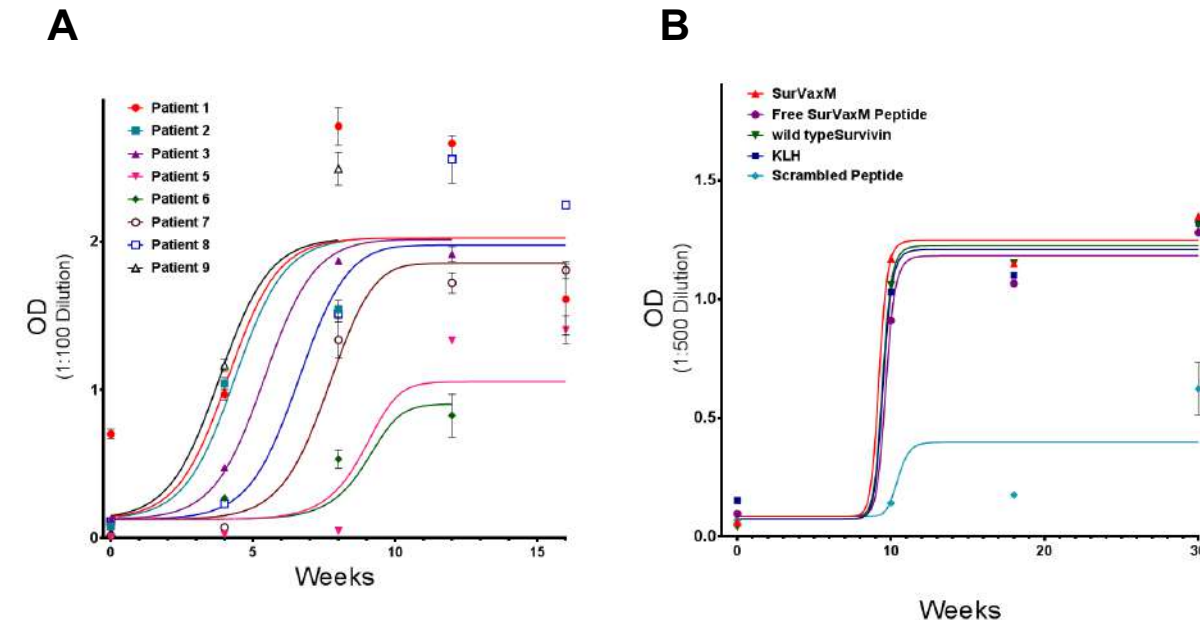 A
Patient 1
Patient 2
Patient 3
Patient 5
Patient 6
Patient 7
Patient 8
Patient 9
OD
(1:100 Dilution)
2
1
0
0 5 10 15
Weeks
B
SurVaxM
Free SurVaxM Peptide
wild typeSurvivin
KLH
Scrambled Peptide
OD
(1:500 Dilution)
1.5
1.0
0.5
0.0
0 10 20
Weeks